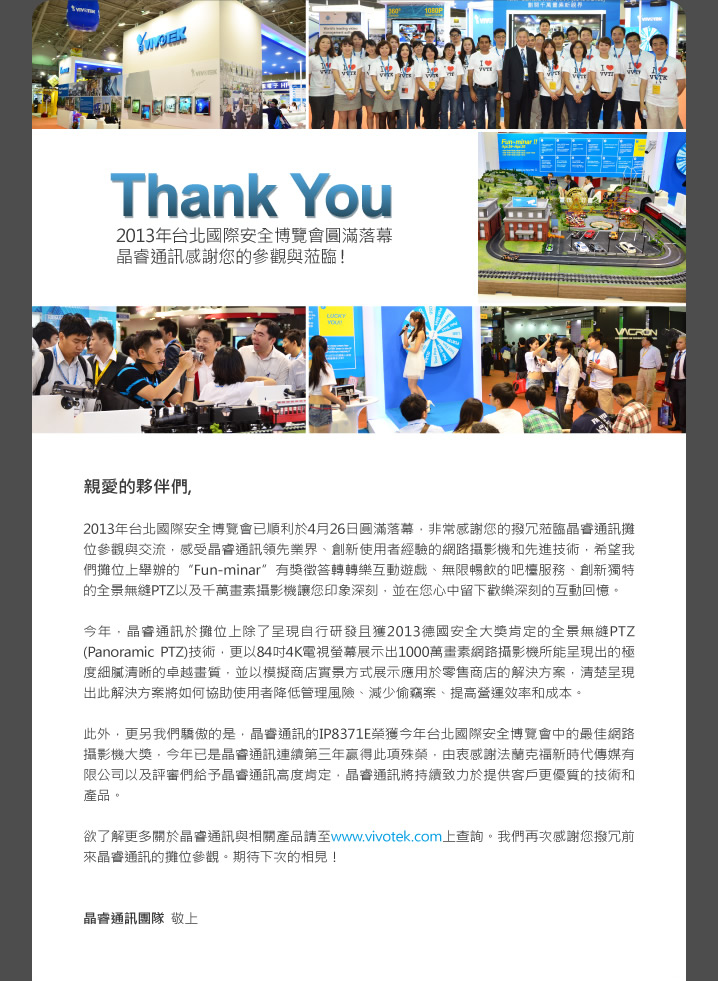 VIVOTEK
VIVOTEK
360°
1080P
創新千萬畫素新視界
I ♥ VVTK
Fun-minar !!
Thank You
2013年台北國際安全博覽會圓滿落幕
晶睿通訊感謝您的參觀與蒞臨！
LUCKY
YOU!!
VACRON
親愛的夥伴們,
2013年台北國際安全博覽會已順利於4月26日圓滿落幕，非常感謝您的撥冗蒞臨晶睿通訊攤
位參觀與交流，感受晶睿通訊領先業界、創新使用者經驗的網路攝影機和先進技術，希望我
們攤位上舉辦的“Fun-minar”有獎徵答轉轉樂互動遊戲、無限暢飲的吧檯服務、創新獨特
的全景無縫PTZ以及千萬畫素攝影機讓您印象深刻，並在您心中留下歡樂深刻的互動回憶。
今年，晶睿通訊於攤位上除了呈現自行研發且獲2013德國安全大獎肯定的全景無縫PTZ
(Panoramic PTZ)技術，更以84吋4K電視螢幕展示出1000萬畫素網路攝影機所能呈現出的極
度細膩清晰的卓越畫質，並以模擬商店實景方式展示應用於零售商店的解決方案，清楚呈現
出此解決方案將如何協助使用者降低管理風險、減少偷竊案、提高營運效率和成本。
此外，更另我們驕傲的是，晶睿通訊的IP8371E榮獲今年台北國際安全博覽會中的最佳網路
攝影機大獎，今年已是晶睿通訊連續第三年贏得此項殊榮，由衷感謝法蘭克福新時代傳媒有
限公司以及評審們給予晶睿通訊高度肯定，晶睿通訊將持續致力於提供客戶更優質的技術和
產品。
欲了解更多關於晶睿通訊與相關產品請至www.vivotek.com上查詢。我們再次感謝您撥冗前
來晶睿通訊的攤位參觀。期待下次的相見！
晶睿通訊團隊 敬上